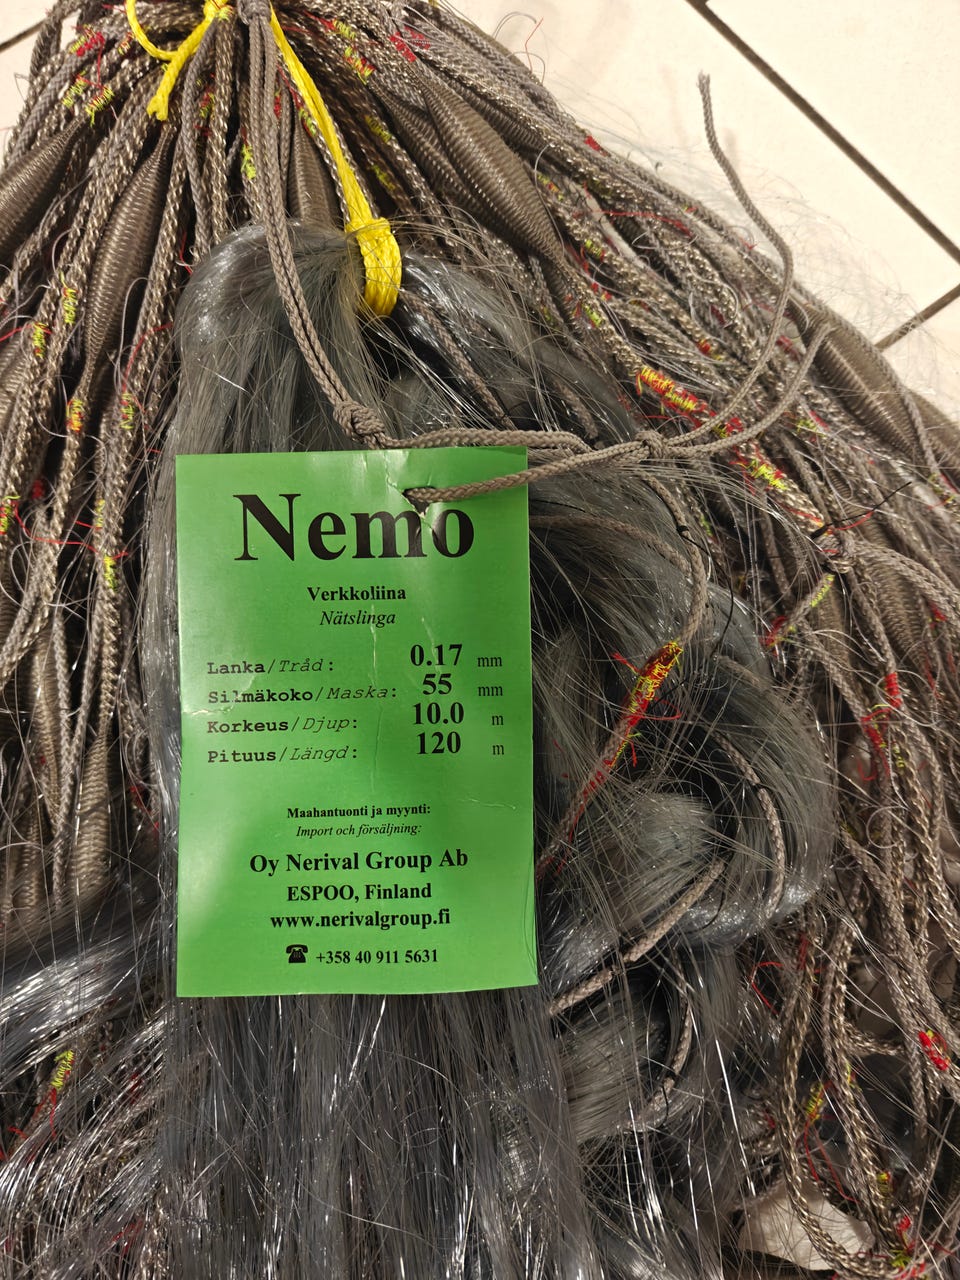 Nemo
Verkkoliina
Nätslinga
Lanka/Tråd: 0.17 mm
Silmäkoko/Maska: 55 mm
Korkeus/Djup: 10.0 m
Pituus/Längd: 120 m
Maahantuonti ja myynti:
Import och försäljning:
Oy Nerival Group Ab
ESPOO, Finland
www.nerivalgroup.fi
☎ +358 40 911 5631